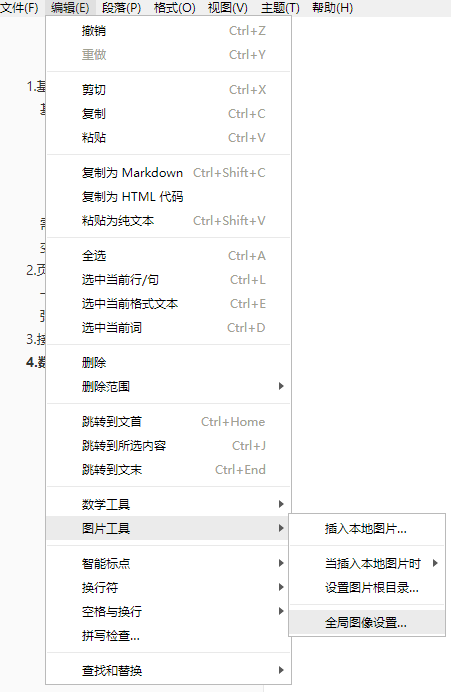 文件(F) 编辑(E) 段落(P) 格式(O) 视图(V) 主题(T) 帮助(H)
撤销 Ctrl+Z
重做 Ctrl+Y
1.基
剪切 Ctrl+X
复制 Ctrl+C
粘贴 Ctrl+V
复制为 Markdown Ctrl+Shift+C
复制为 HTML 代码
粘贴为纯文本 Ctrl+Shift+V
全选 Ctrl+A
2.页
选中当前行/句 Ctrl+L
选中当前格式文本 Ctrl+E
选中当前词 Ctrl+D
3.接
删除
4.数
删除范围
跳转到文首 Ctrl+Home
跳转到所选内容 Ctrl+J
跳转到文末 Ctrl+End
数学工具
图片工具
智能标点
换行符
空格与换行
拼写检查...
查找和替换
插入本地图片...
当插入本地图片时
设置图片根目录...
全局图像设置...